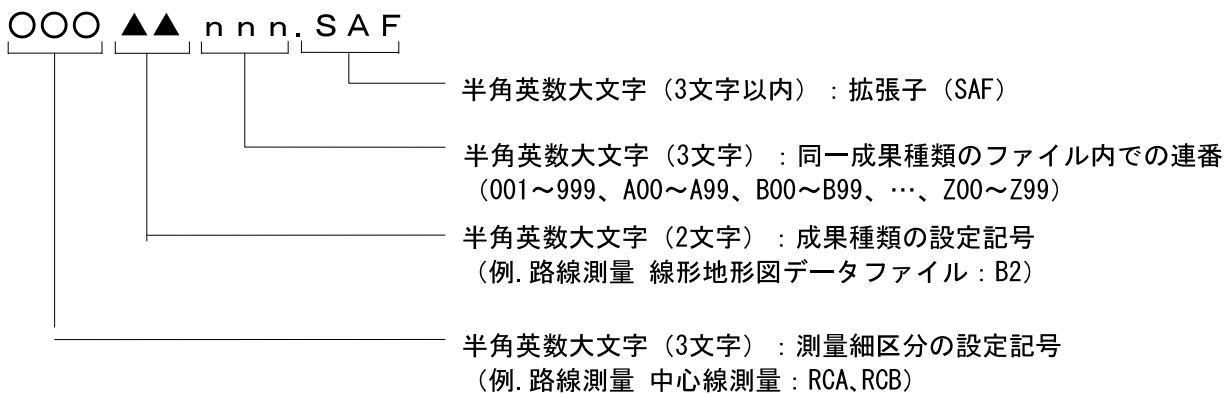 ○○○ ▲▲ nnn.SAF
半角英数大文字（3文字以内）：拡張子（SAF）
半角英数大文字（3文字）：同一成果種類のファイル内での連番
（001～999、A00～A99、B00～B99、…、Z00～Z99）
半角英数大文字（2文字）：成果種類の設定記号
（例.路線測量 線形地形図データファイル：B2）
半角英数大文字（3文字）：測量細区分の設定記号
（例.路線測量 中心線測量：RCA、RCB）